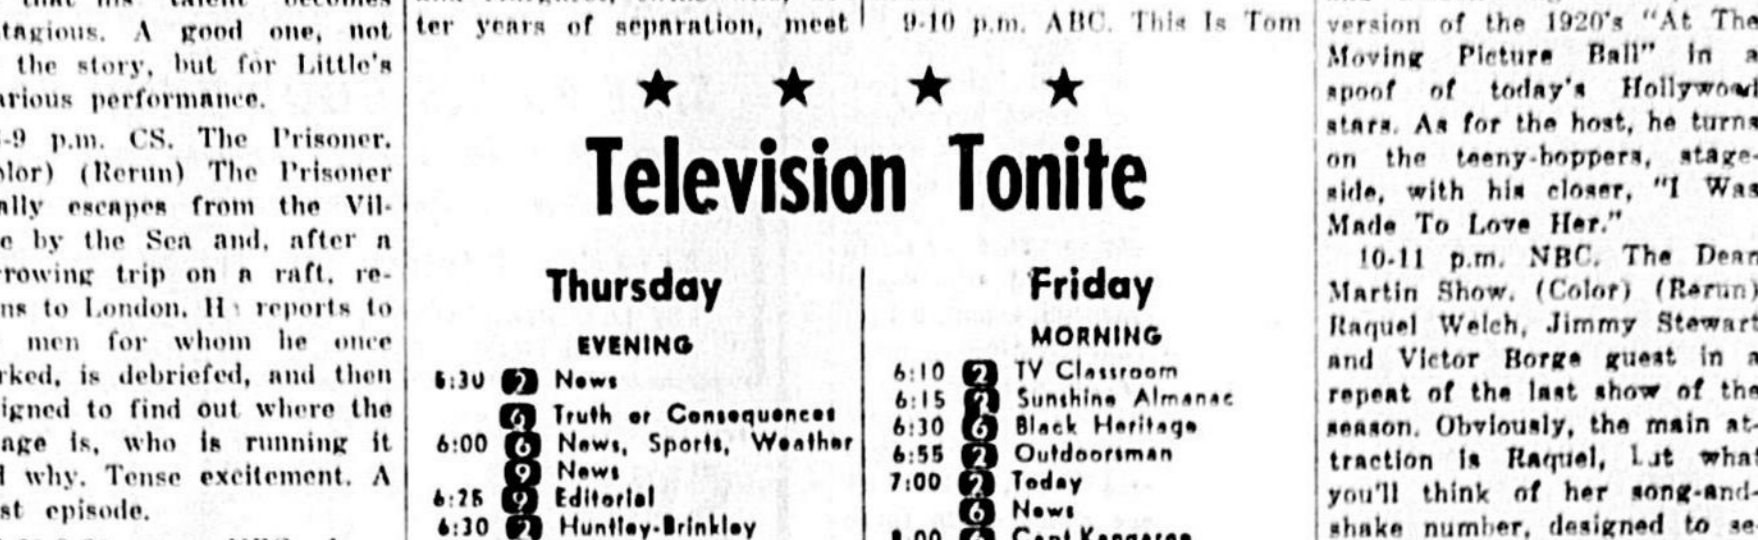 tagious. A good one, not
the story, but for Little's
arious performance.
-9 p.m. CS. The Prisoner.
lor) (Rerun) The Prisoner
ally escapes from the Vil-
e by the Sea and, after a
rowing trip on a raft, re-
ns to London. He reports to
men for whom he once
rked, is debriefed, and then
igned to find out where the
age is, who is running it
d why. Tense excitement. A
st episode.
ter years of separation, meet
9-10 p.m. ABC. This Is Tom
★ ★ ★ ★
Television Tonite
Thursday
EVENING
5:30 2 News
6 Truth or Consequences
6:00 6 News, Sports, Weather
9 News
6:25 9 Editorial
6:30 2 Huntley-Brinkley
Friday
MORNING
6:10 2 TV Classroom
6:15 2 Sunshine Almanac
6:30 6 Black Heritage
6:55 2 Outdoorsman
7:00 2 Today
6 News
8:00 6 Capt Kangaroo
version of the 1920's "At The
Moving Picture Ball" in a
spoof of today's Hollywood
stars. As for the host, he turns
on the teeny-boppers, stage-
side, with his closer, "I Was
Made To Love Her."
10-11 p.m. NBC. The Dean
Martin Show. (Color) (Rerun)
Raquel Welch, Jimmy Stewart
and Victor Borge guest in a
repeat of the last show of the
season. Obviously, the main at-
traction is Raquel, but what
you'll think of her song-and-
shake number, designed to se-